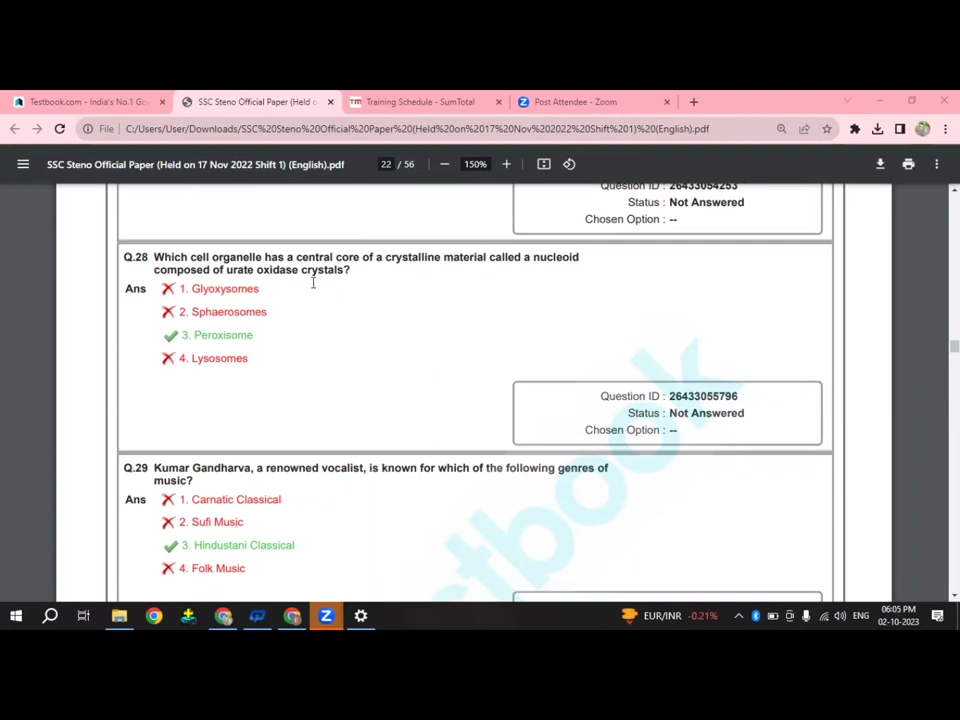 Testbook.com - India's No.1 Go
SSC Steno Official Paper (Held o
TM Training Schedule - SumTotal
Post Attendee - Zoom
File C:/Users/User/Downloads/SSC%20Steno%20Official%20Paper%20(Held%20on%2017%20Nov%202022%20Shift%201)%20(English).pdf
SSC Steno Official Paper (Held on 17 Nov 2022 Shift 1) (English).pdf
22 / 56
150%
Question ID : 26433054253
Status : Not Answered
Chosen Option : --
Q.28 Which cell organelle has a central core of a crystalline material called a nucleoid
composed of urate oxidase crystals?
Ans 1. Glyoxysomes
2. Sphaerosomes
3. Peroxisome
4. Lysosomes
Question ID : 26433055796
Status : Not Answered
Chosen Option : --
Q.29 Kumar Gandharva, a renowned vocalist, is known for which of the following genres of
music?
Ans 1. Carnatic Classical
2. Sufi Music
3. Hindustani Classical
4. Folk Music
stbook
EUR/INR -0.21%
ENG
06:05 PM
02-10-2023